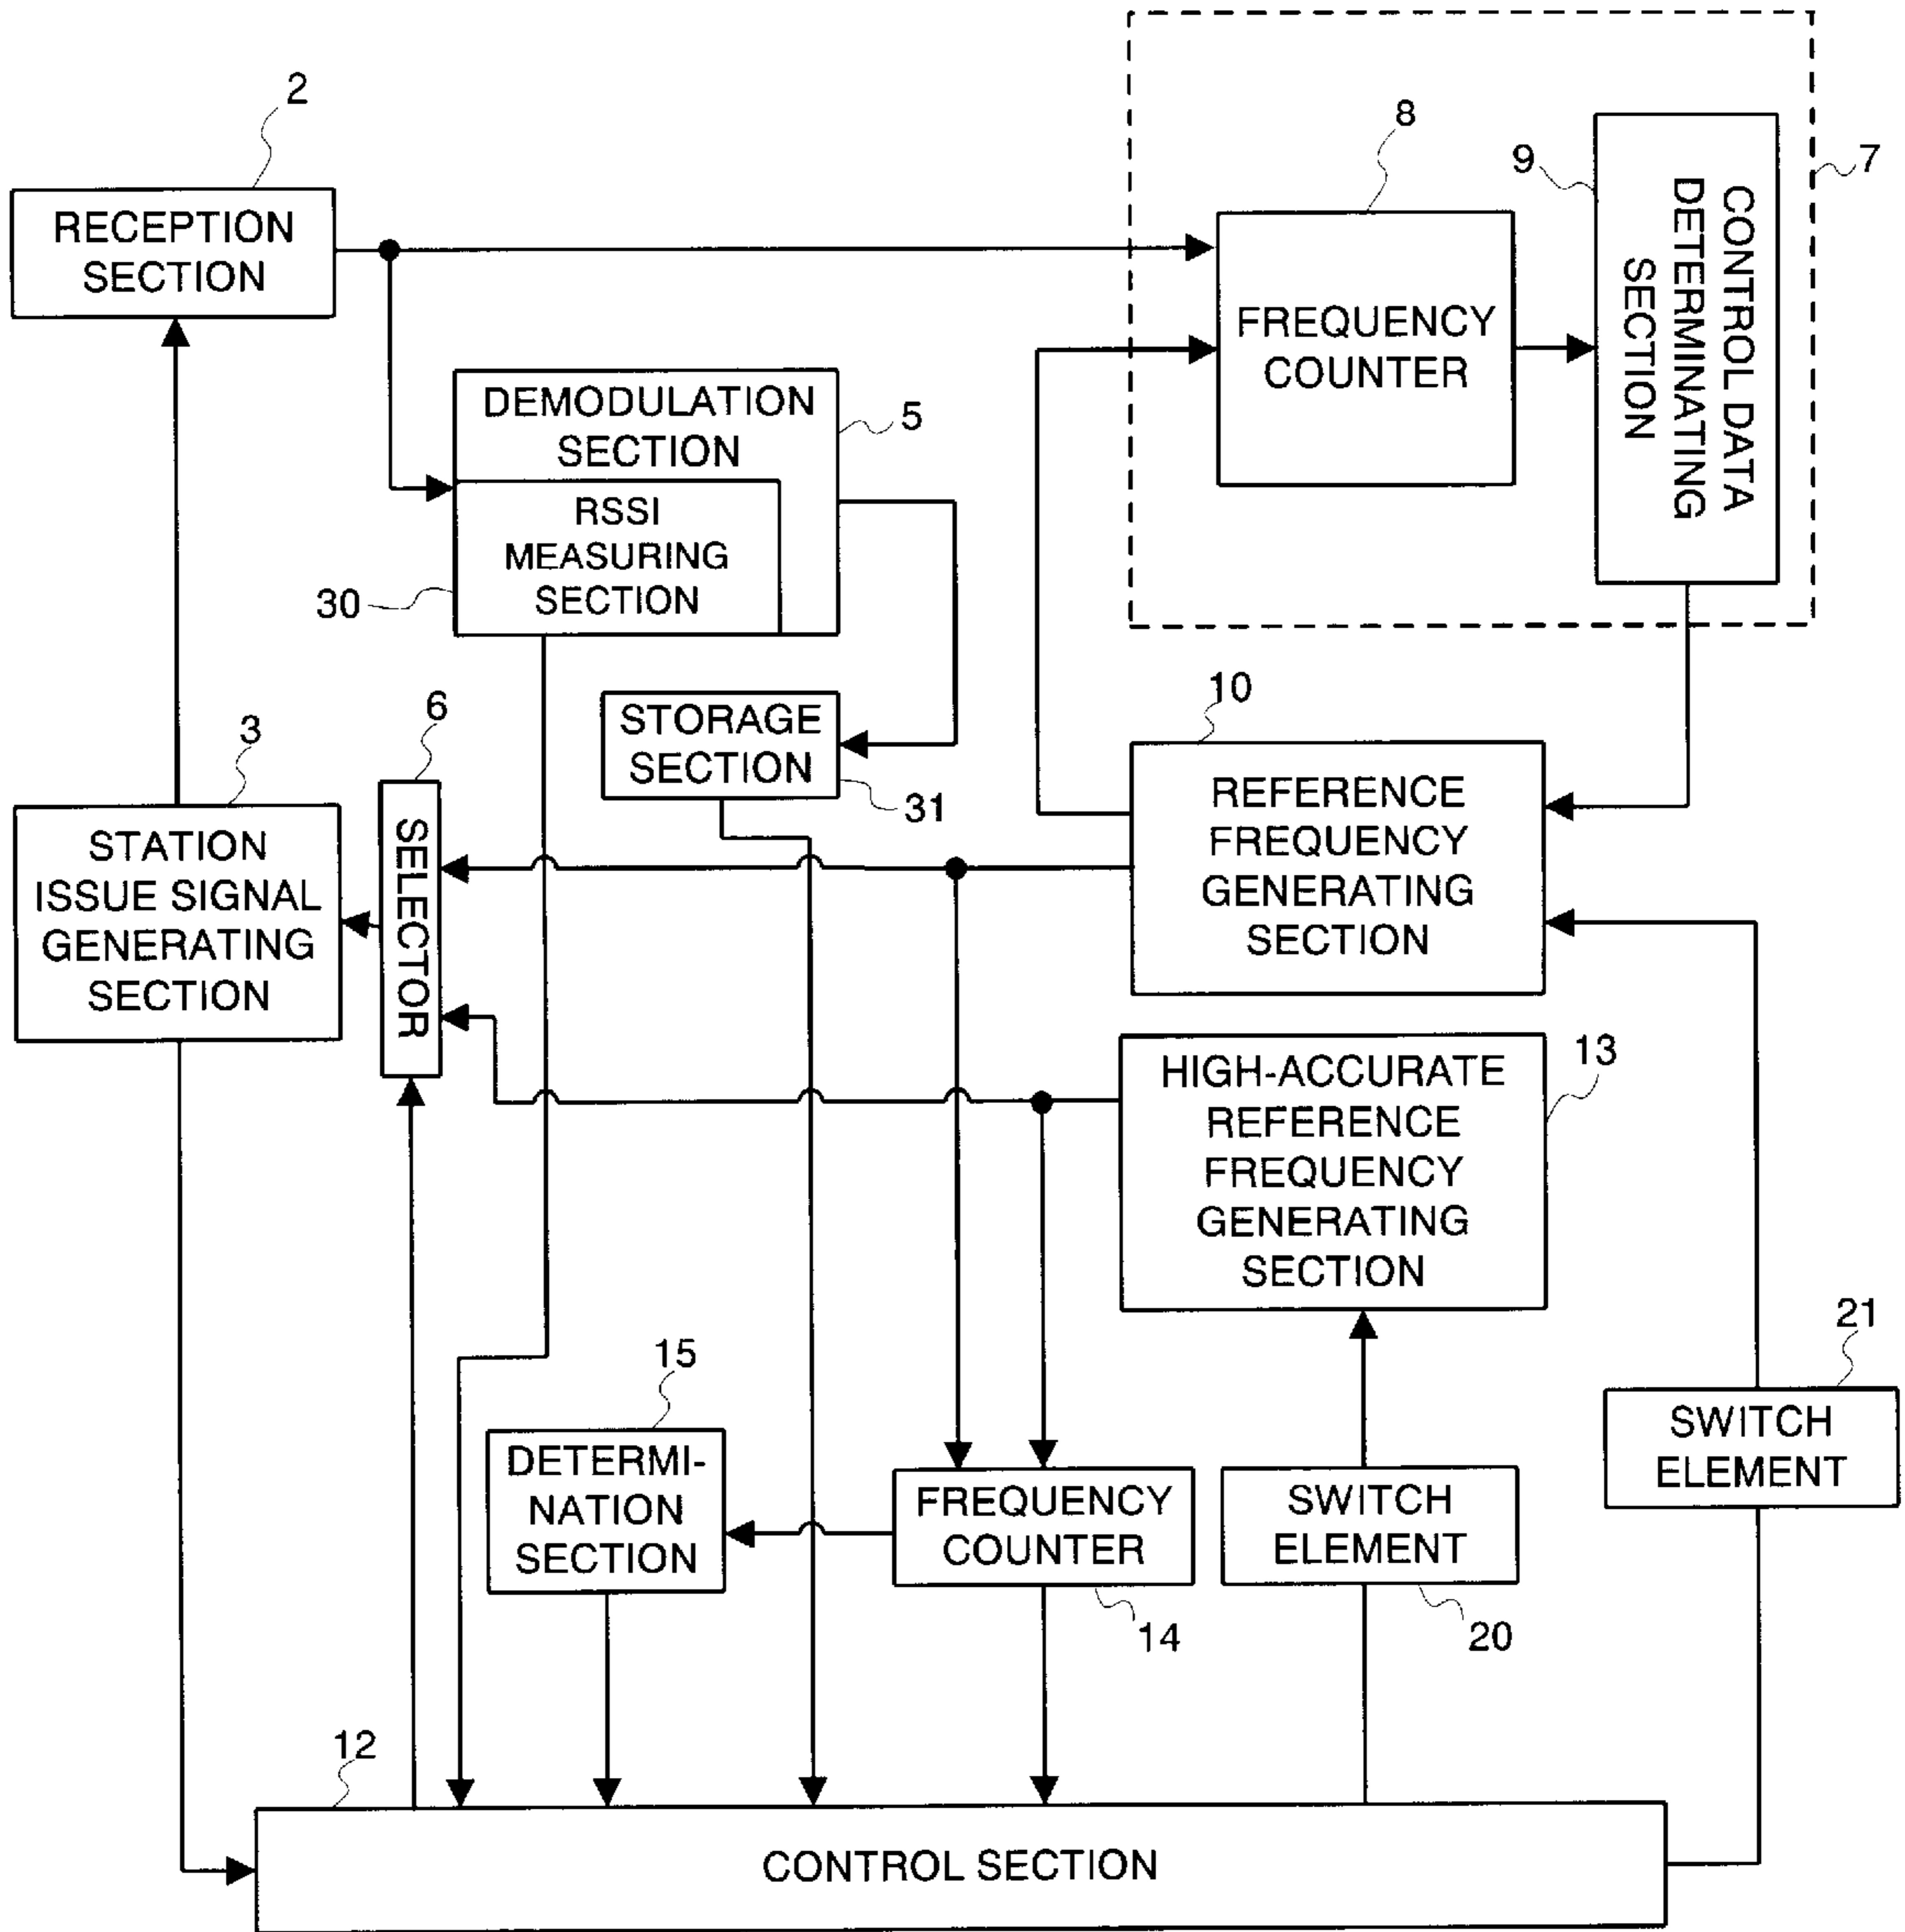 2
RECEPTION
SECTION
8
9
7
FREQUENCY
COUNTER
CONTROL DATA
DETERMINATING
SECTION
DEMODULATION
SECTION
5
RSSI
MEASURING
SECTION
30
STORAGE
SECTION
31
10
REFERENCE
FREQUENCY
GENERATING
SECTION
3
STATION
ISSUE SIGNAL
GENERATING
SECTION
6
SELECTOR
HIGH-ACCURATE
REFERENCE
FREQUENCY
GENERATING
SECTION
13
21
SWITCH
ELEMENT
15
DETERMI-
NATION
SECTION
FREQUENCY
COUNTER
14
SWITCH
ELEMENT
20
12
CONTROL SECTION